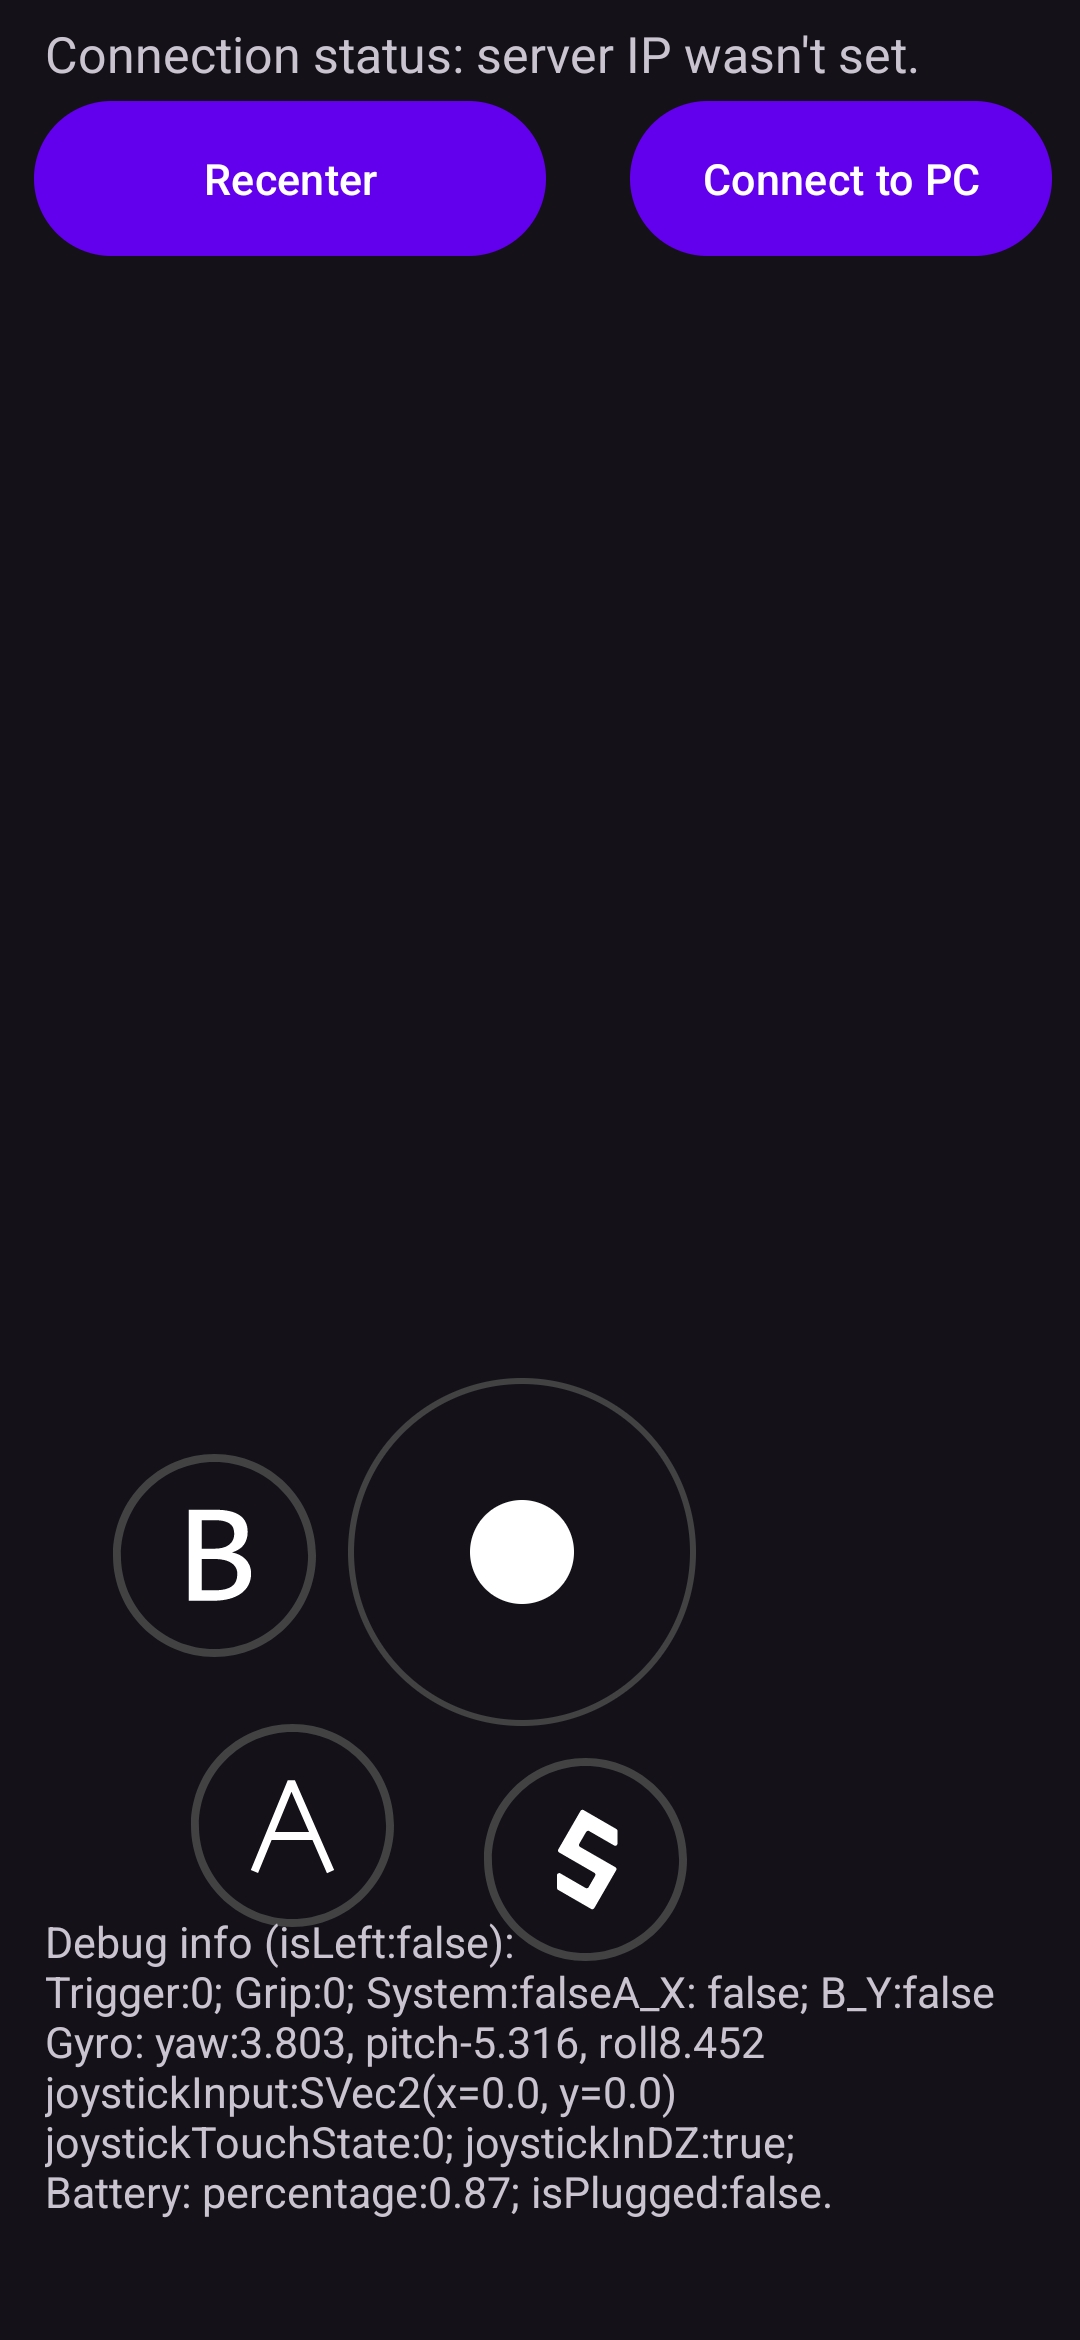 Connection status: server IP wasn't set.
Recenter
Connect to PC
B
A
S
Debug info (isLeft:false):
Trigger:0; Grip:0; System:falseA_X: false; B_Y:false
Gyro: yaw:3.803, pitch-5.316, roll8.452
joystickInput:SVec2(x=0.0, y=0.0)
joystickTouchState:0; joystickInDZ:true;
Battery: percentage:0.87; isPlugged:false.